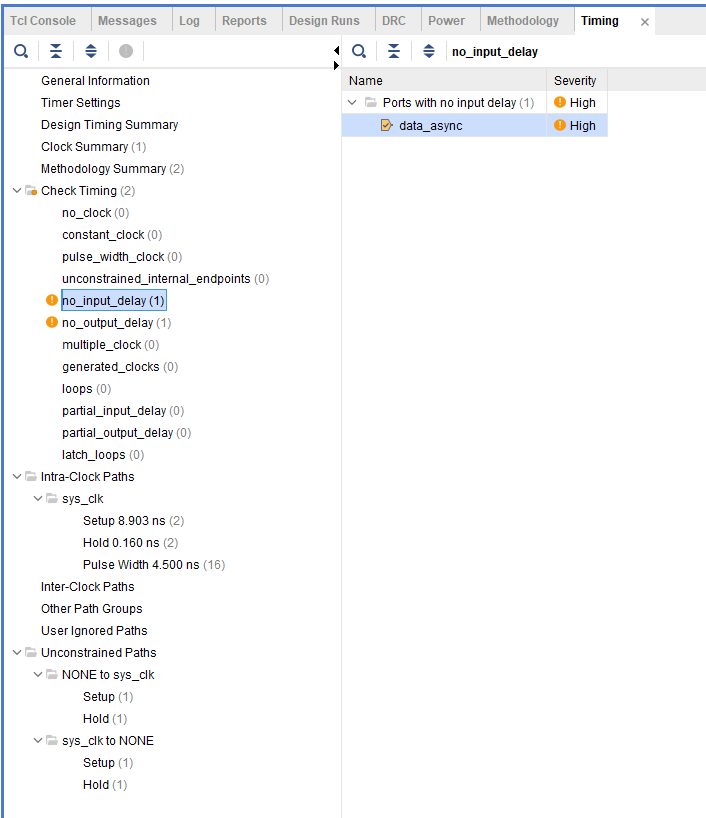 Tcl Console Messages Log Reports Design Runs DRC Power Methodology Timing
no_input_delay
General Information
Timer Settings
Design Timing Summary
Clock Summary (1)
Methodology Summary (2)
Check Timing (2)
no_clock (0)
constant_clock (0)
pulse_width_clock (0)
unconstrained_internal_endpoints (0)
no_input_delay (1)
no_output_delay (1)
multiple_clock (0)
generated_clocks (0)
loops (0)
partial_input_delay (0)
partial_output_delay (0)
latch_loops (0)
Intra-Clock Paths
sys_clk
Setup 8.903 ns (2)
Hold 0.160 ns (2)
Pulse Width 4.500 ns (16)
Inter-Clock Paths
Other Path Groups
User Ignored Paths
Unconstrained Paths
NONE to sys_clk
Setup (1)
Hold (1)
sys_clk to NONE
Setup (1)
Hold (1)
Name Severity
Ports with no input delay (1) High
data_async High